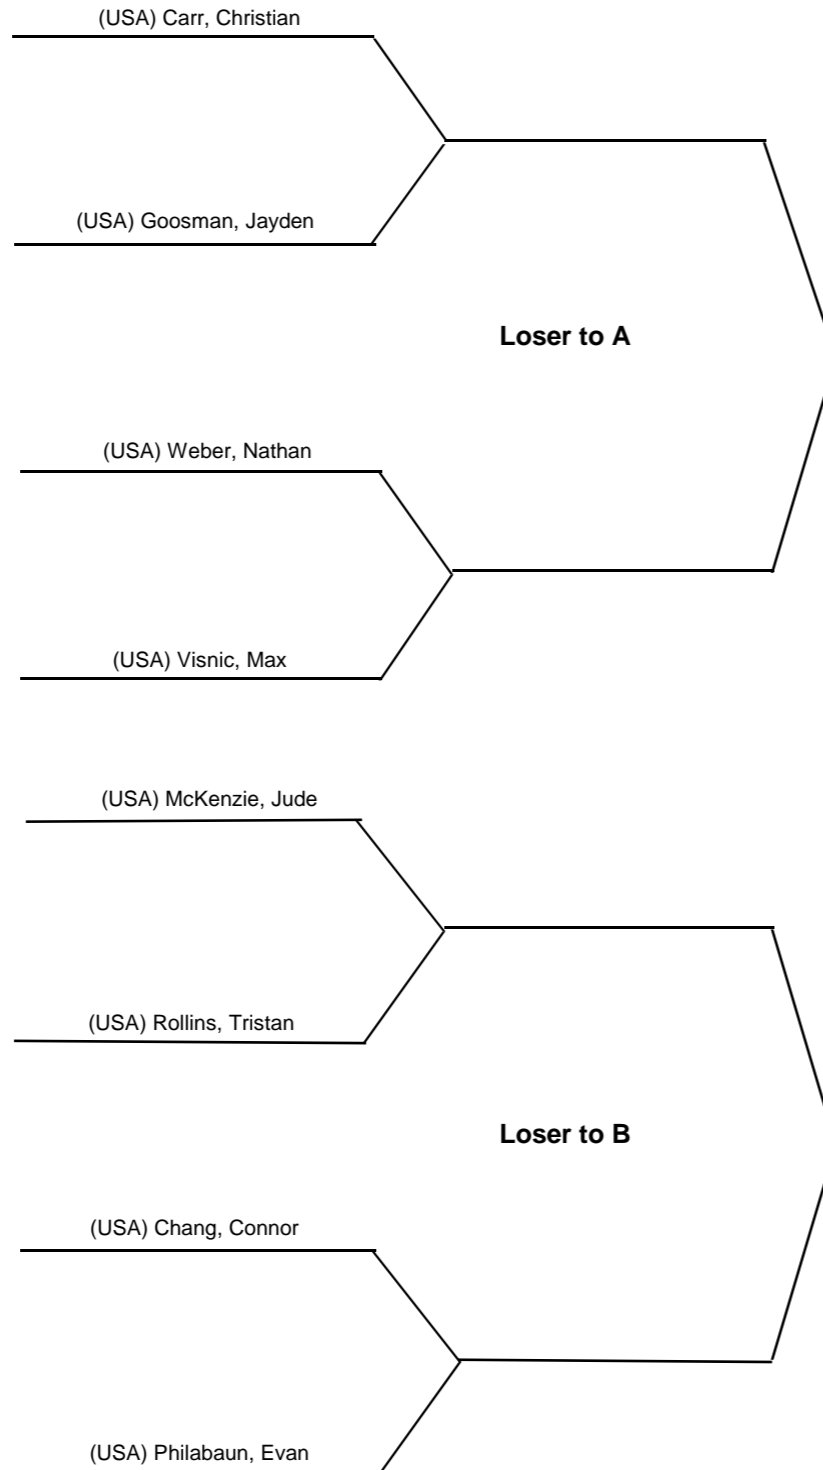 (USA) Carr, Christian
(USA) Goosman, Jayden
Loser to A
(USA) Weber, Nathan
(USA) Visnic, Max
(USA) McKenzie, Jude
(USA) Rollins, Tristan
Loser to B
(USA) Chang, Connor
(USA) Philabaun, Evan